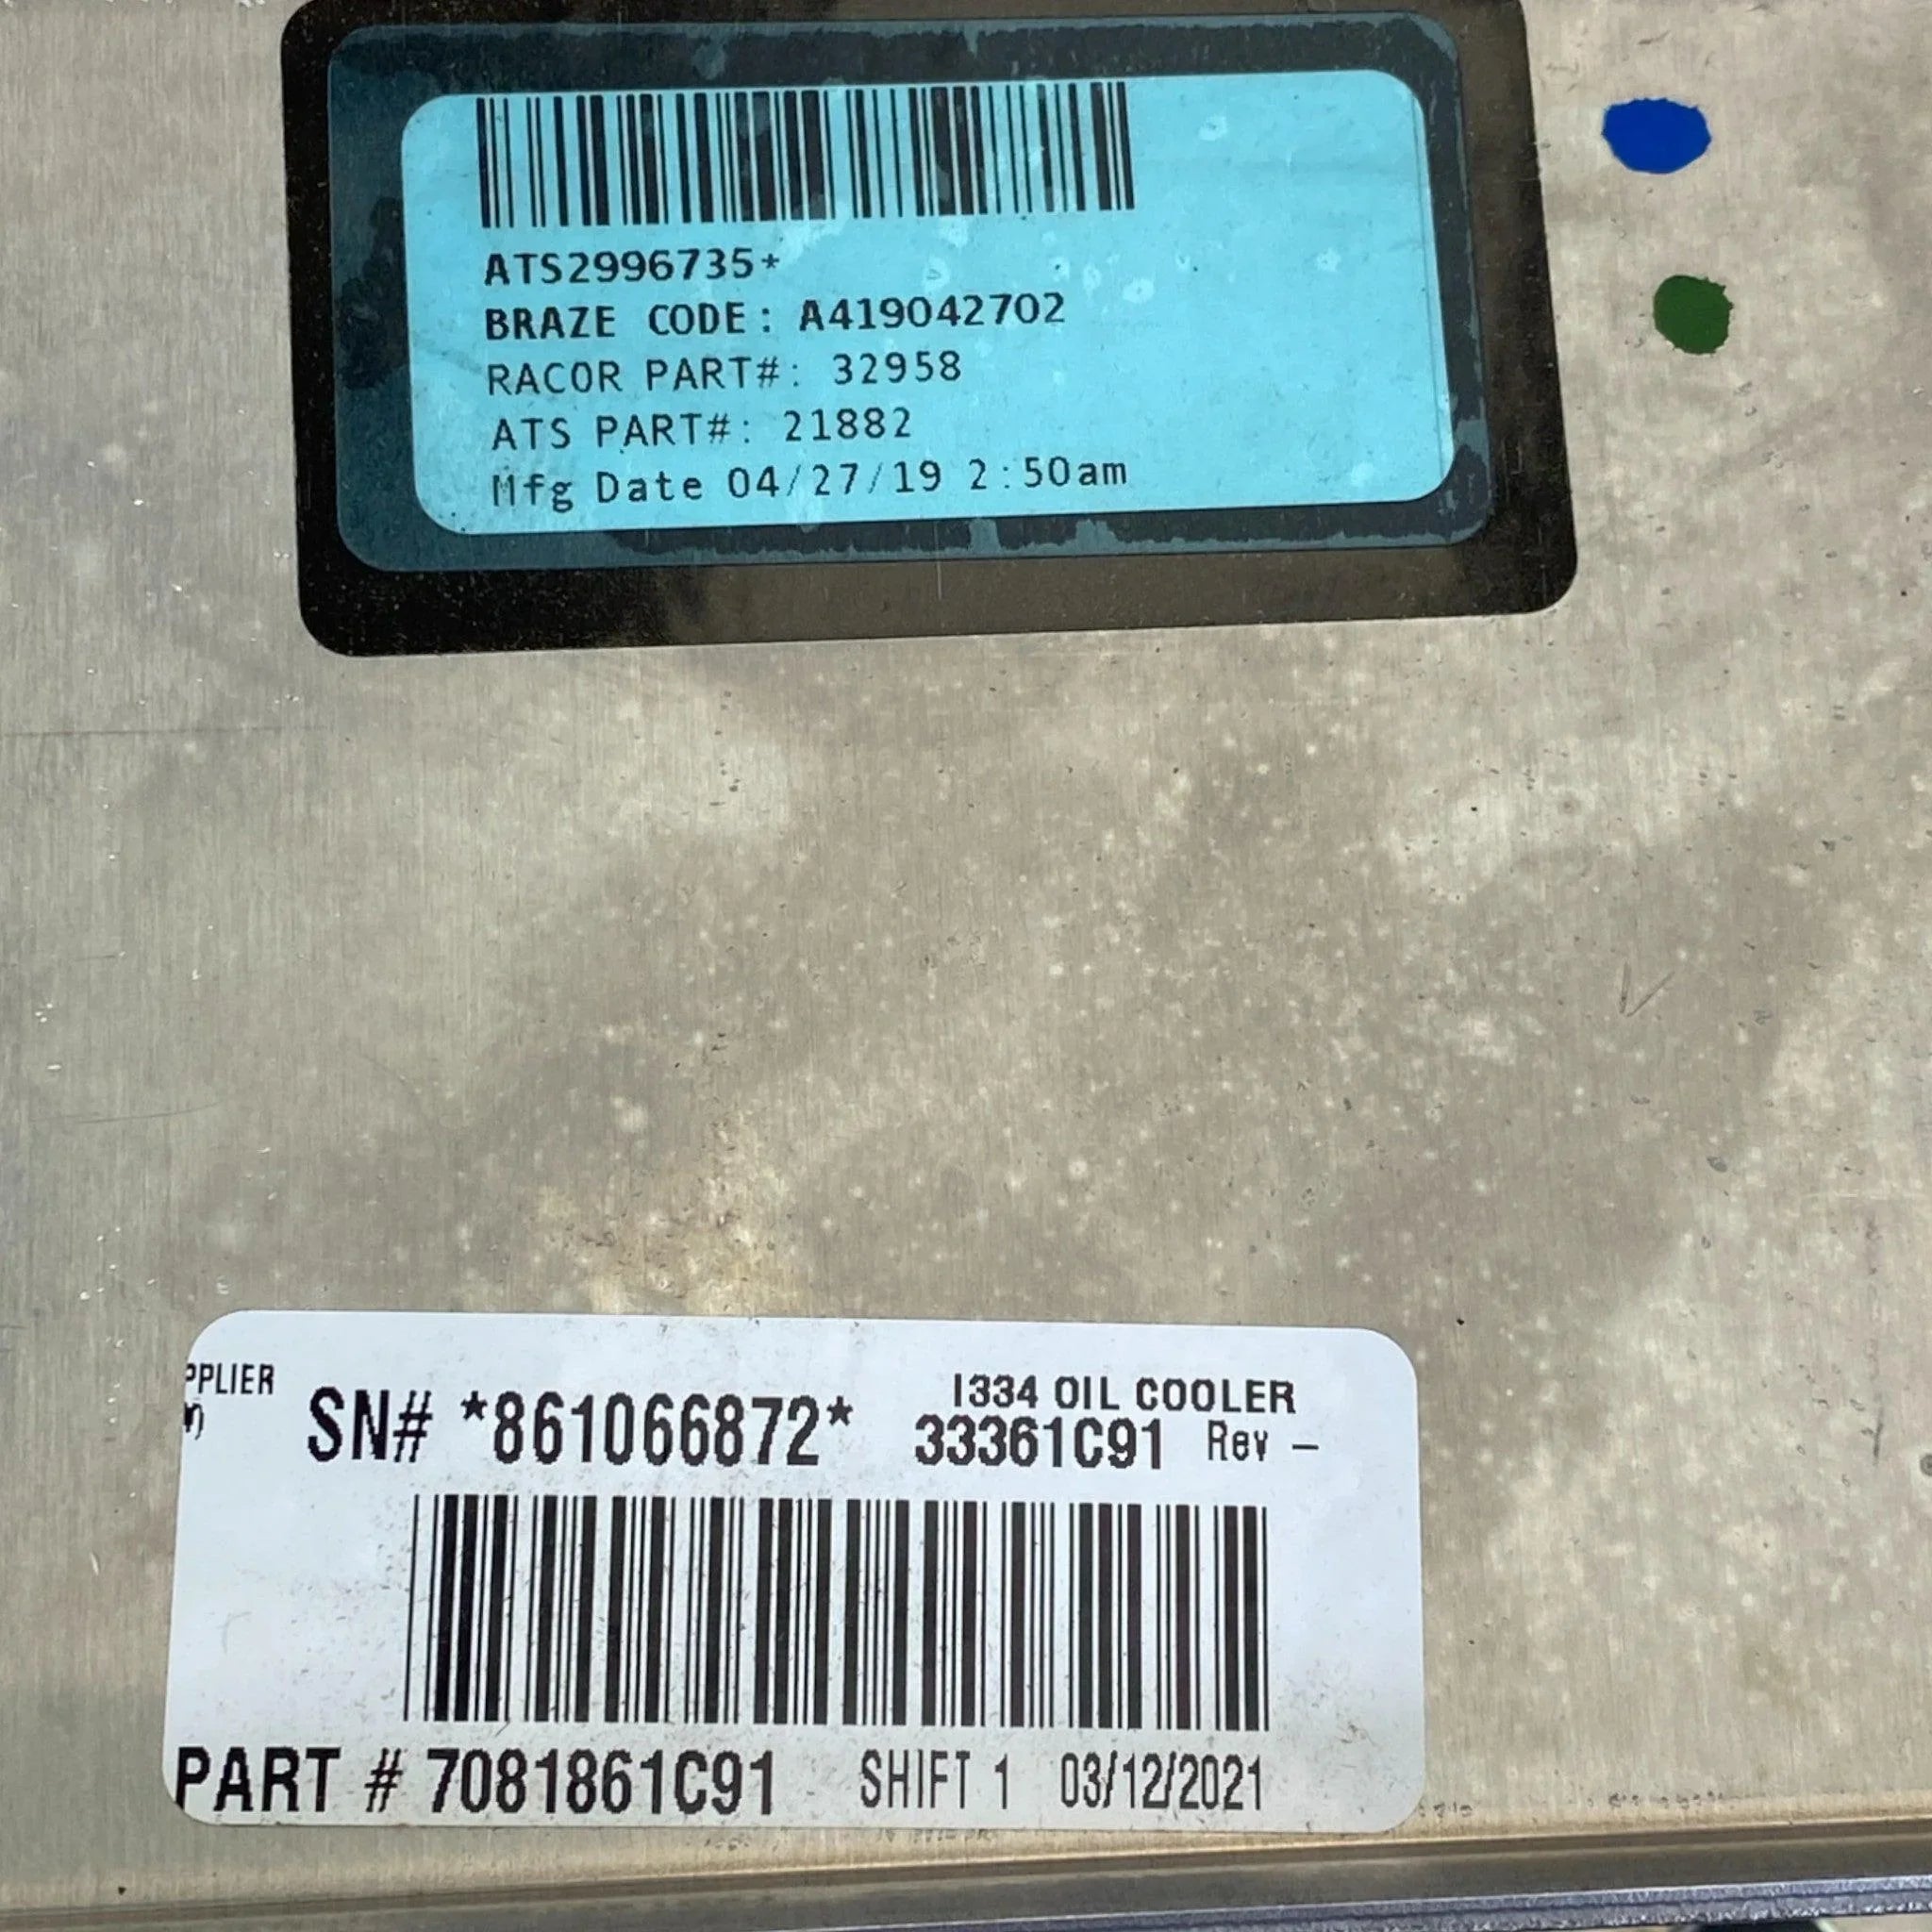 ATS2996735*
BRAZE CODE: A419042702
RACOR PART#: 32958
ATS PART#: 21882
Mfg Date 04/27/19 2:50am
PPLIER
SN# *861066872*
I334 OIL COOLER
33361C91 Rev –
PART # 7081861C91 SHIFT 1 03/12/2021